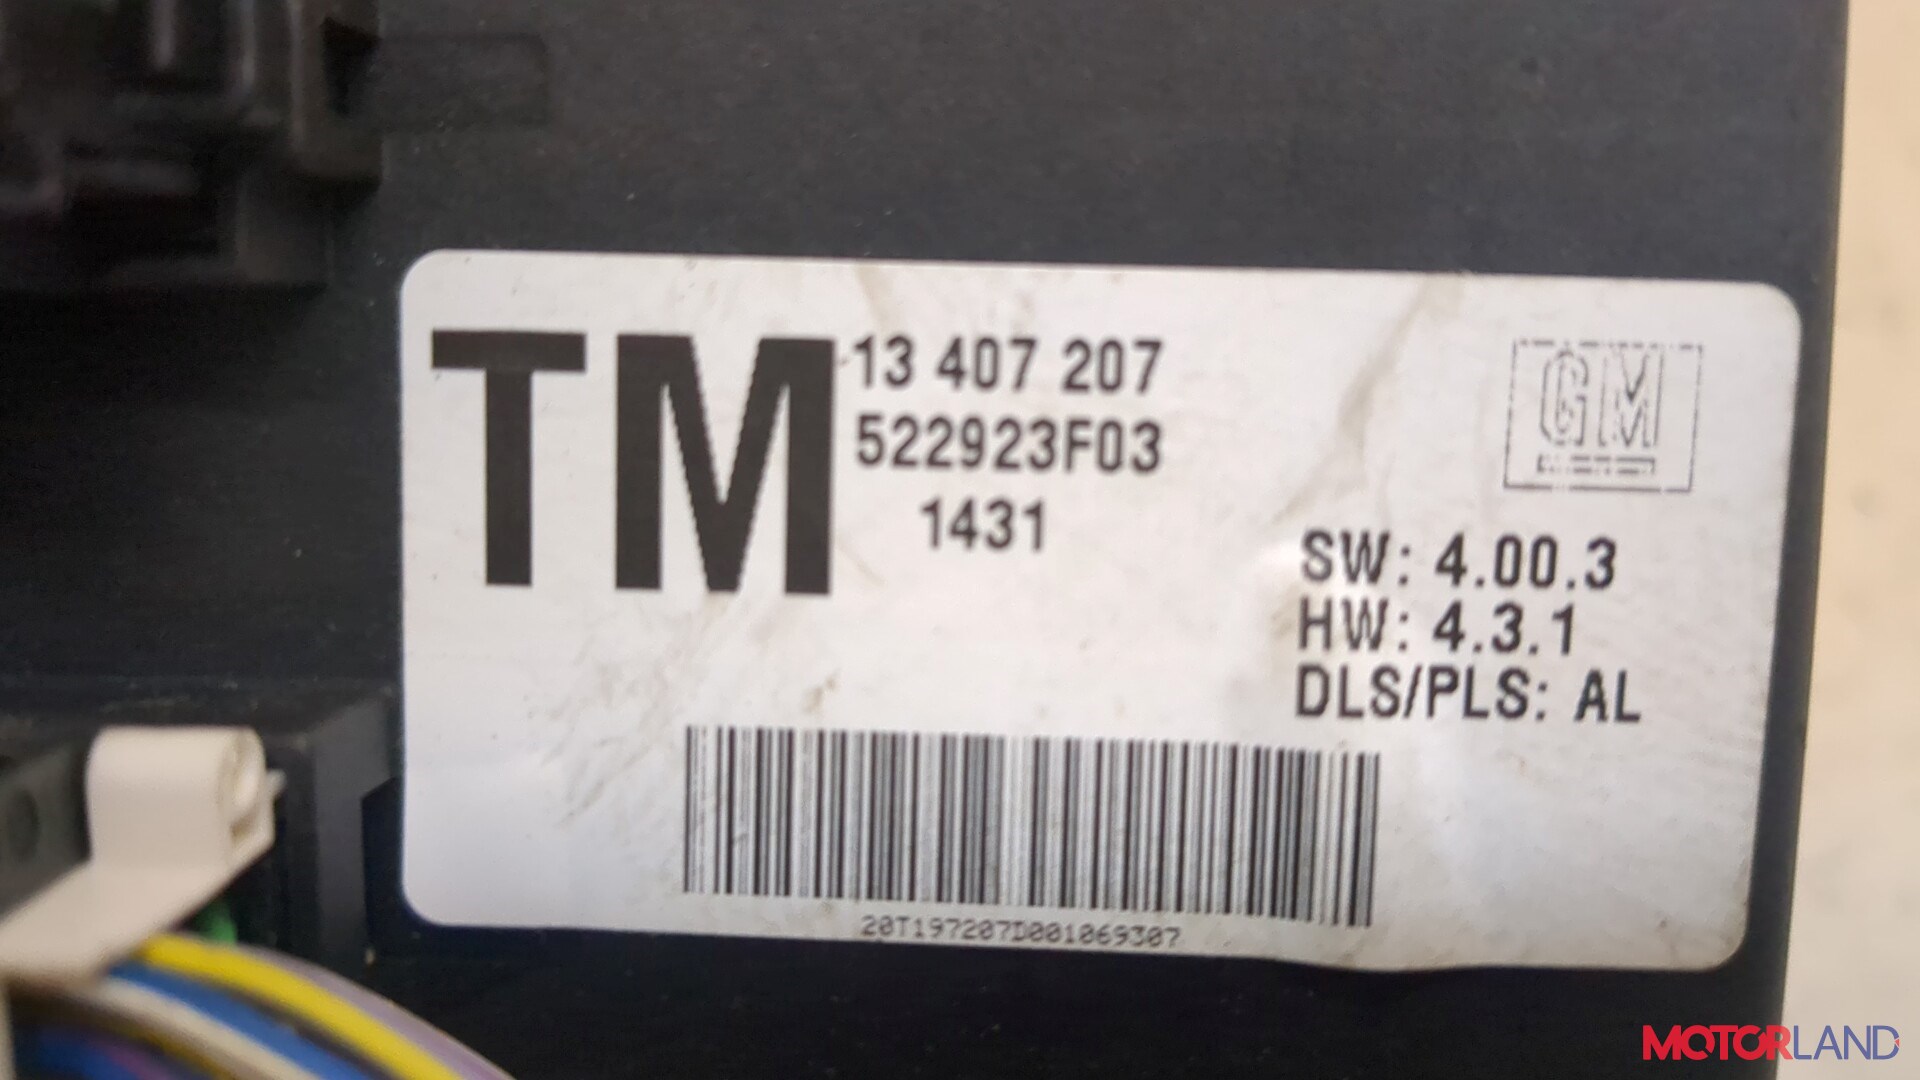 TM
13 407 207
522923F03
1431
GM
SW: 4.00.3
HW: 4.3.1
DLS/PLS: AL
20T197207D001069307
MOTORLAND